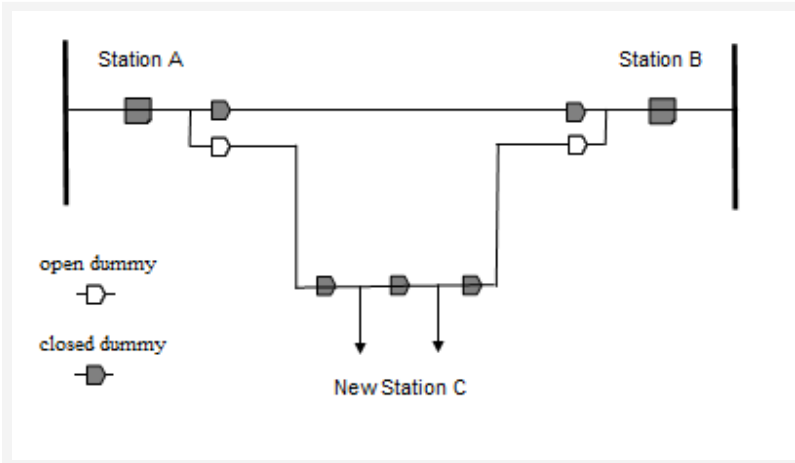 Station A
Station B
open dummy
closed dummy
New Station C